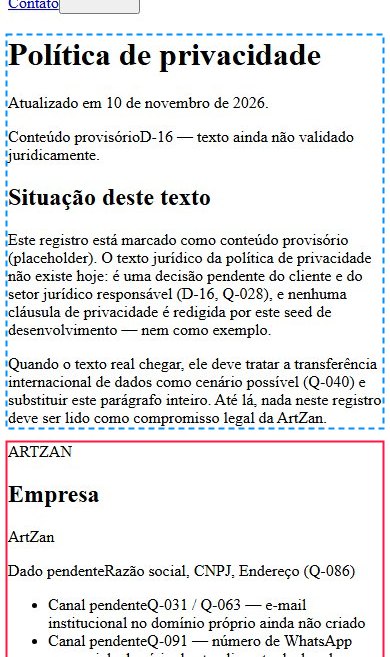 Contato
Política de privacidade
Atualizado em 10 de novembro de 2026.
Conteúdo provisórioD-16 — texto ainda não validado
juridicamente.
Situação deste texto
Este registro está marcado como conteúdo provisório
(placeholder). O texto jurídico da política de privacidade
não existe hoje: é uma decisão pendente do cliente e do
setor jurídico responsável (D-16, Q-028), e nenhuma
cláusula de privacidade é redigida por este seed de
desenvolvimento — nem como exemplo.
Quando o texto real chegar, ele deve tratar a transferência
internacional de dados como cenário possível (Q-040) e
substituir este parágrafo inteiro. Até lá, nada neste registro
deve ser lido como compromisso legal da ArtZan.
ARTZAN
Empresa
ArtZan
Dado pendenteRazão social, CNPJ, Endereço (Q-086)
• Canal pendenteQ-031 / Q-063 — e-mail
institucional no domínio próprio ainda não criado
• Canal pendenteQ-091 — número de WhatsApp